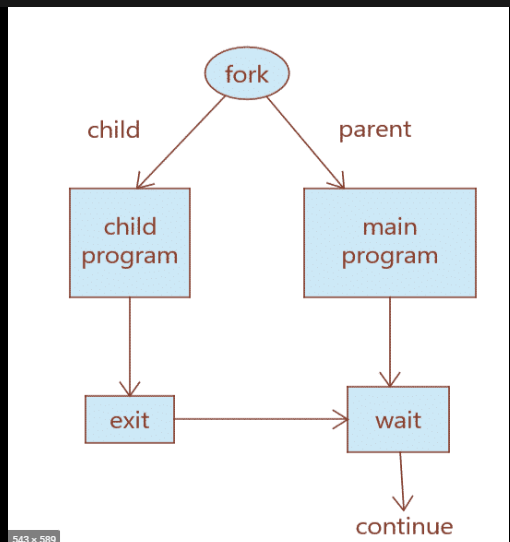 fork
child
parent
child
program
main
program
exit
wait
continue
543 × 589